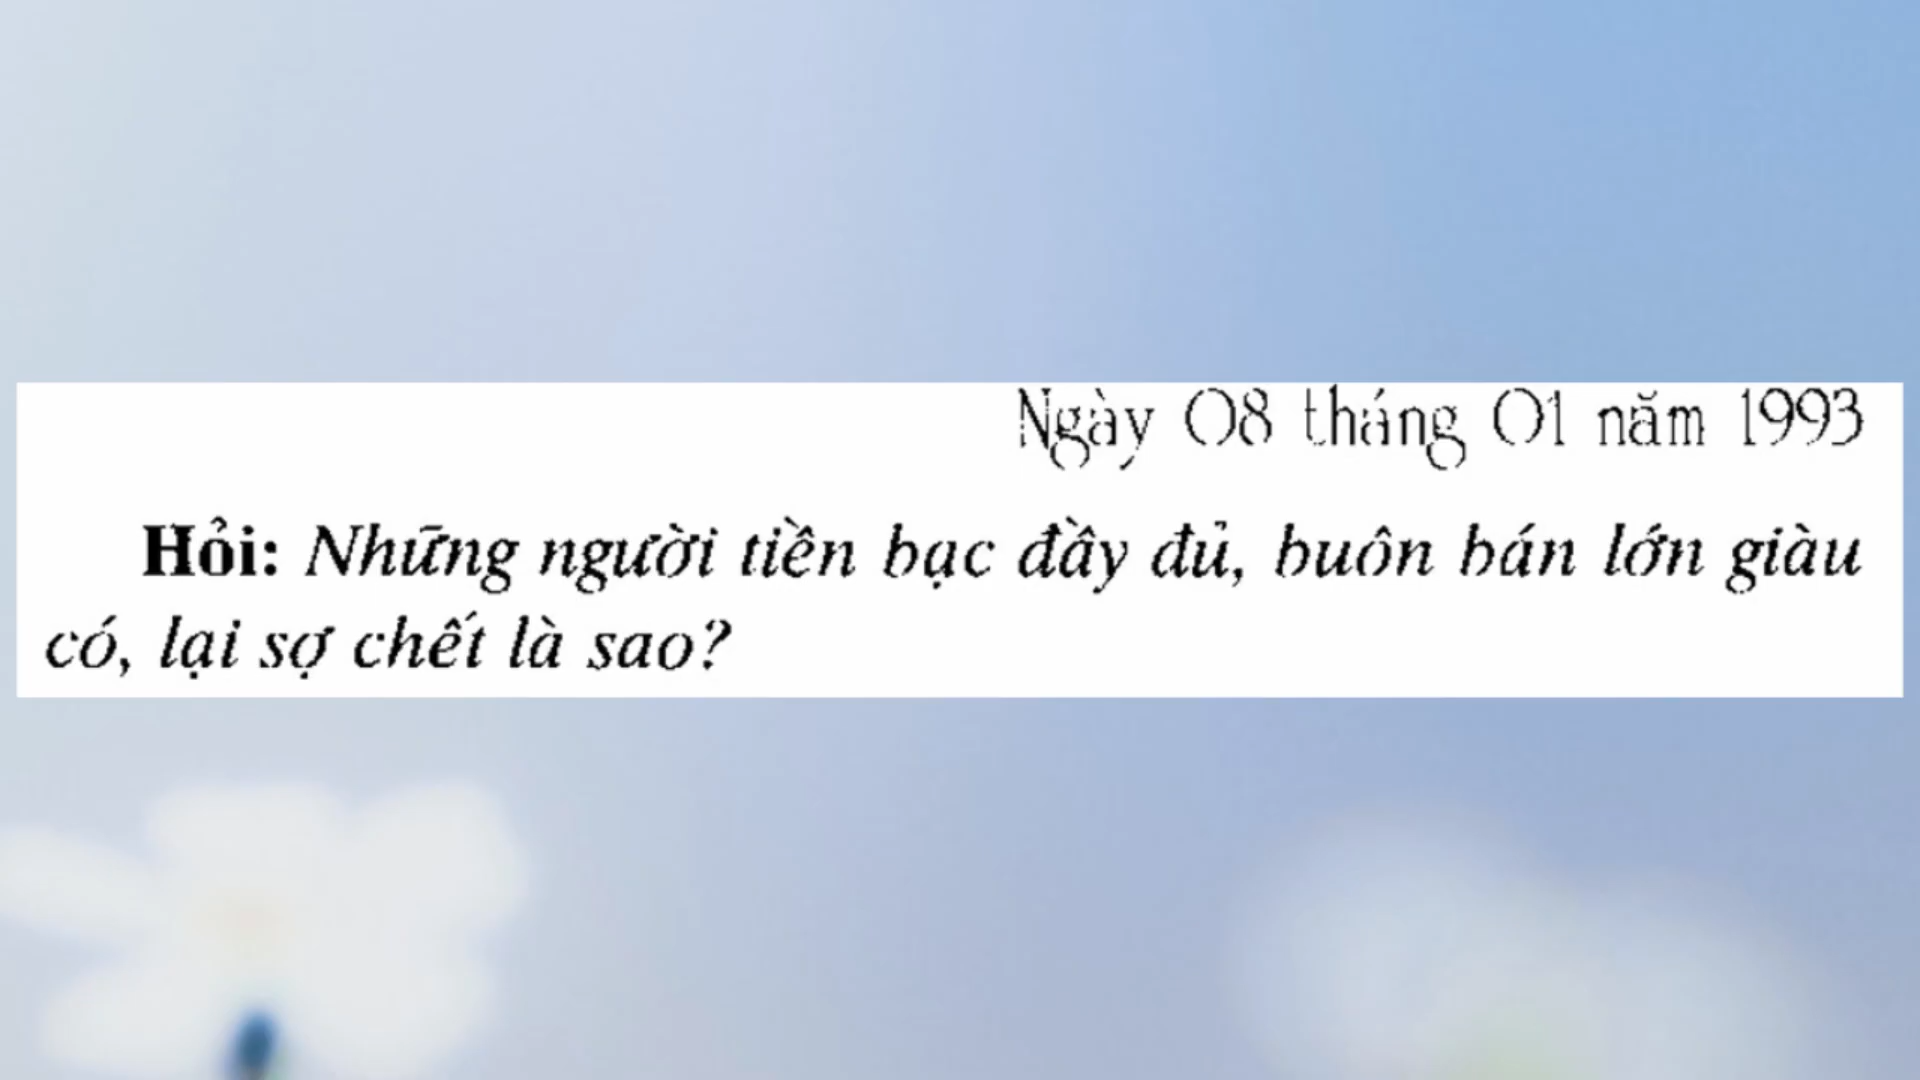 Ngày 08 tháng 01 năm 1993
Hỏi: Những người tiền bạc đầy đủ, buôn bán lớn giàu
có, lại sợ chết là sao?